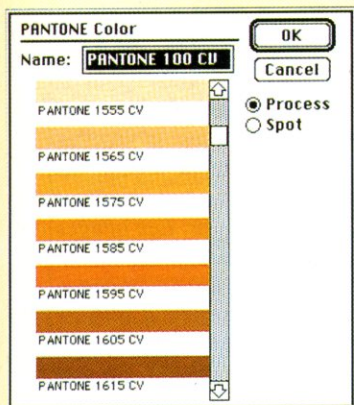 PANTONE Color
Name: PANTONE 100 CV
OK
Cancel
Process
Spot
PANTONE 1555 CV
PANTONE 1565 CV
PANTONE 1575 CV
PANTONE 1585 CV
PANTONE 1595 CV
PANTONE 1605 CV
PANTONE 1615 CV